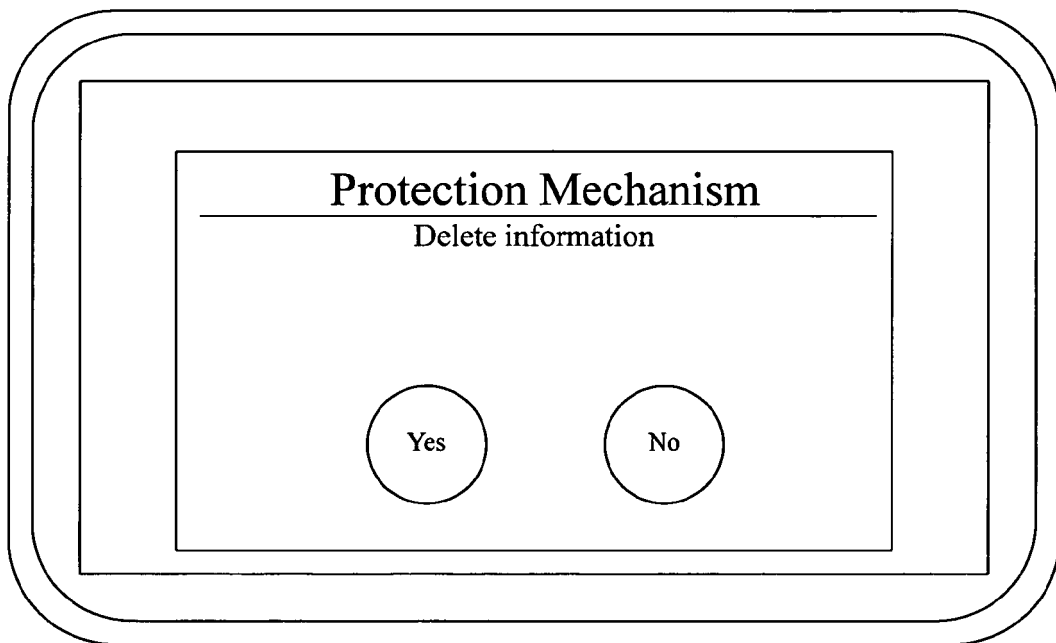 Protection Mechanism
Delete information
Yes No